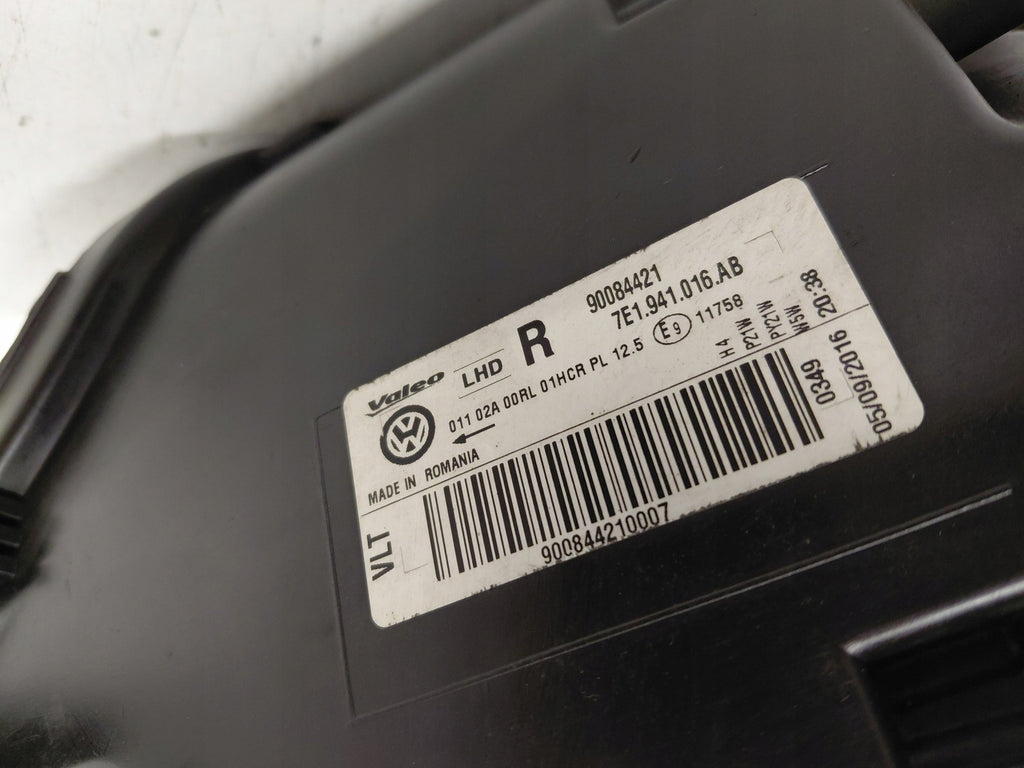 Valeo LHD R 90084421
7E1.941.016.AB
011 02A 00RL 01HCR PL 12.5 E9 11758
H4
P21W
PY21W
W5W
MADE IN ROMANIA
VLT
900844210007
0349
05/09/2016 20:38